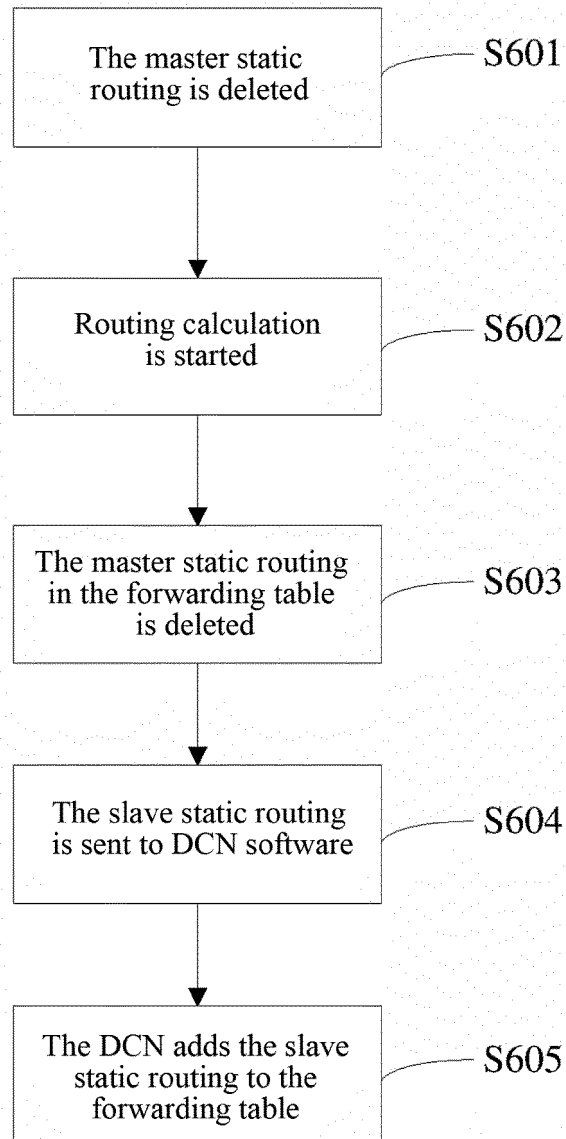 The master static
routing is deleted
S601
Routing calculation
is started
S602
The master static routing
in the forwarding table
is deleted
S603
The slave static routing
is sent to DCN software
S604
The DCN adds the slave
static routing to the
forwarding table
S605